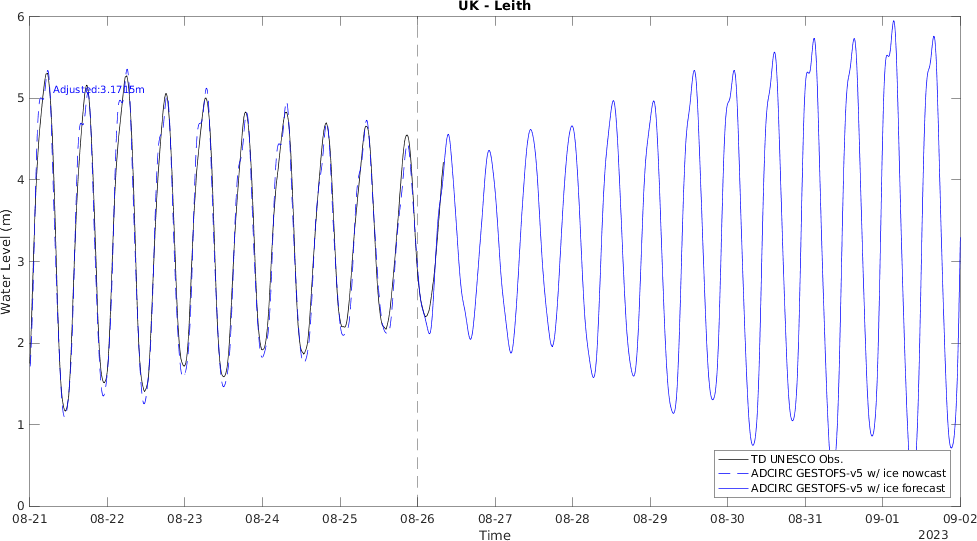 UK - Leith
6
5
4
3
2
1
0
Water Level (m)
Adjusted:3.1715m
TD UNESCO Obs.
ADCIRC GESTOFS-v5 w/ ice nowcast
ADCIRC GESTOFS-v5 w/ ice forecast
08-21 08-22 08-23 08-24 08-25 08-26 08-27 08-28 08-29 08-30 08-31 09-01 09-02
Time
2023